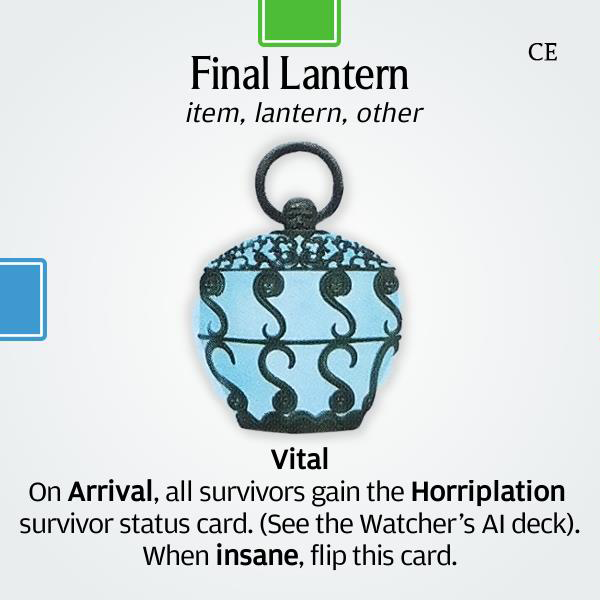 CE
Final Lantern
item, lantern, other
Vital
On Arrival, all survivors gain the Horriplation
survivor status card. (See the Watcher’s AI deck).
When insane, flip this card.